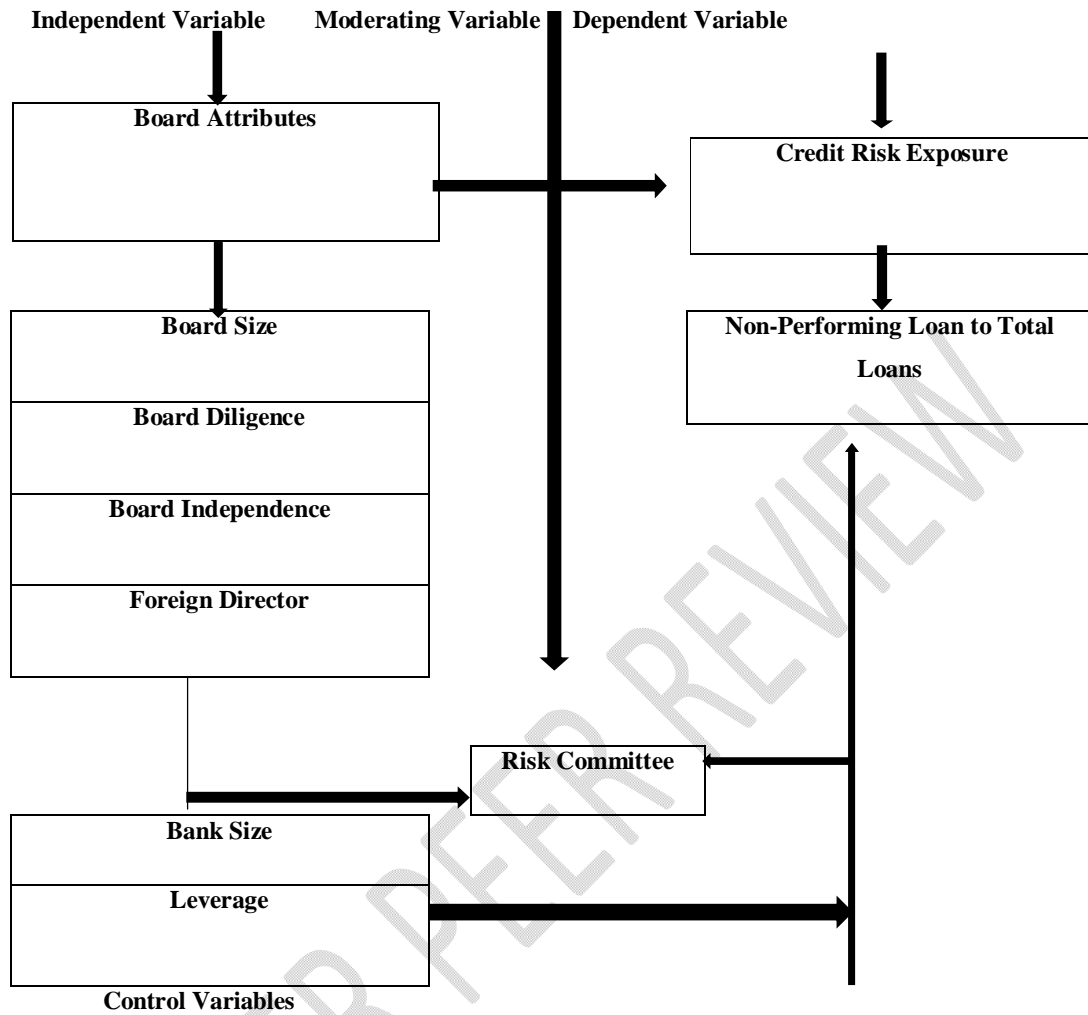 Independent Variable
Moderating Variable
Dependent Variable
Board Attributes
Credit Risk Exposure
Board Size
Board Diligence
Board Independence
Foreign Director
Non-Performing Loan to Total
Loans
Risk Committee
Bank Size
Leverage
Control Variables
PEER REVIEW